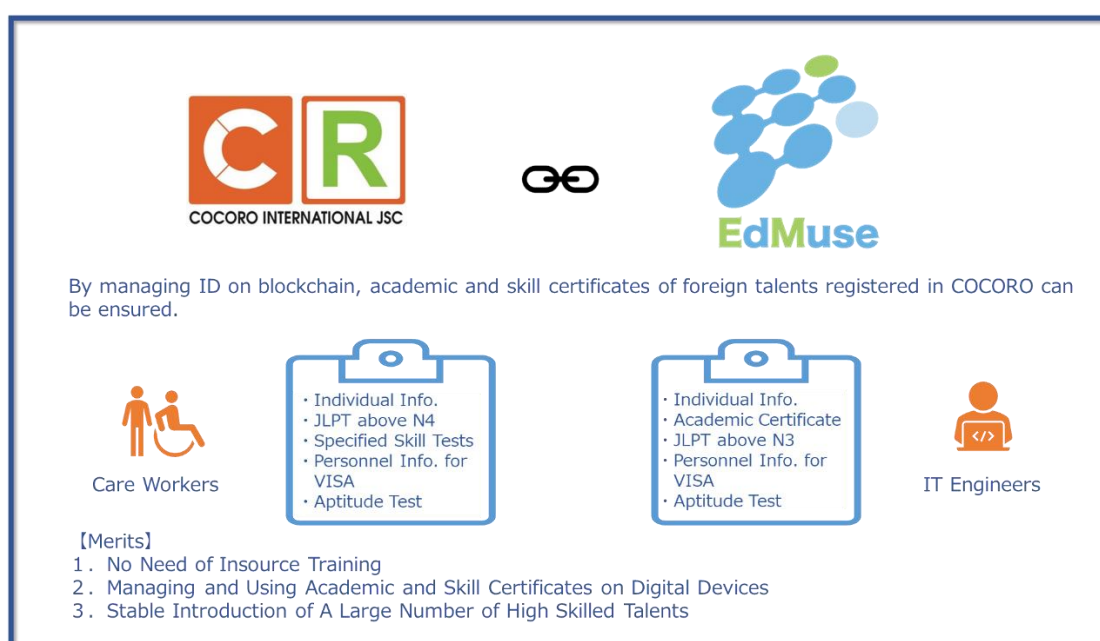 CR
COCORO INTERNATIONAL JSC
EdMuse
By managing ID on blockchain, academic and skill certificates of foreign talents registered in COCORO can
be ensured.
・Individual Info.
・JLPT above N4
・Specified Skill Tests
・Personnel Info. for
VISA
・Aptitude Test
Care Workers
・Individual Info.
・Academic Certificate
・JLPT above N3
・Personnel Info. for
VISA
・Aptitude Test
</>
IT Engineers
【Merits】
1. No Need of Insource Training
2. Managing and Using Academic and Skill Certificates on Digital Devices
3. Stable Introduction of A Large Number of High Skilled Talents